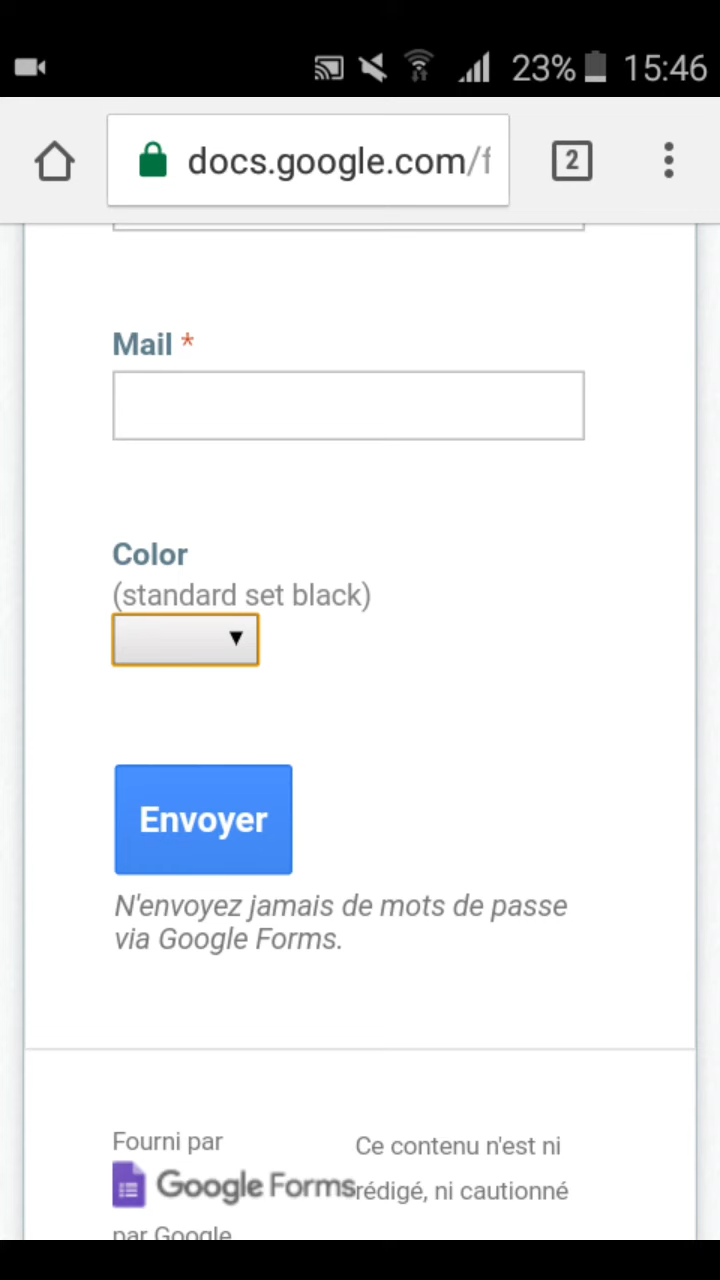 23% 15:46
docs.google.com/f 2
Mail *
Color
(standard set black)
Envoyer
N'envoyez jamais de mots de passe
via Google Forms.
Fourni par
Google Forms
par Google
Ce contenu n'est ni
rédigé, ni cautionné